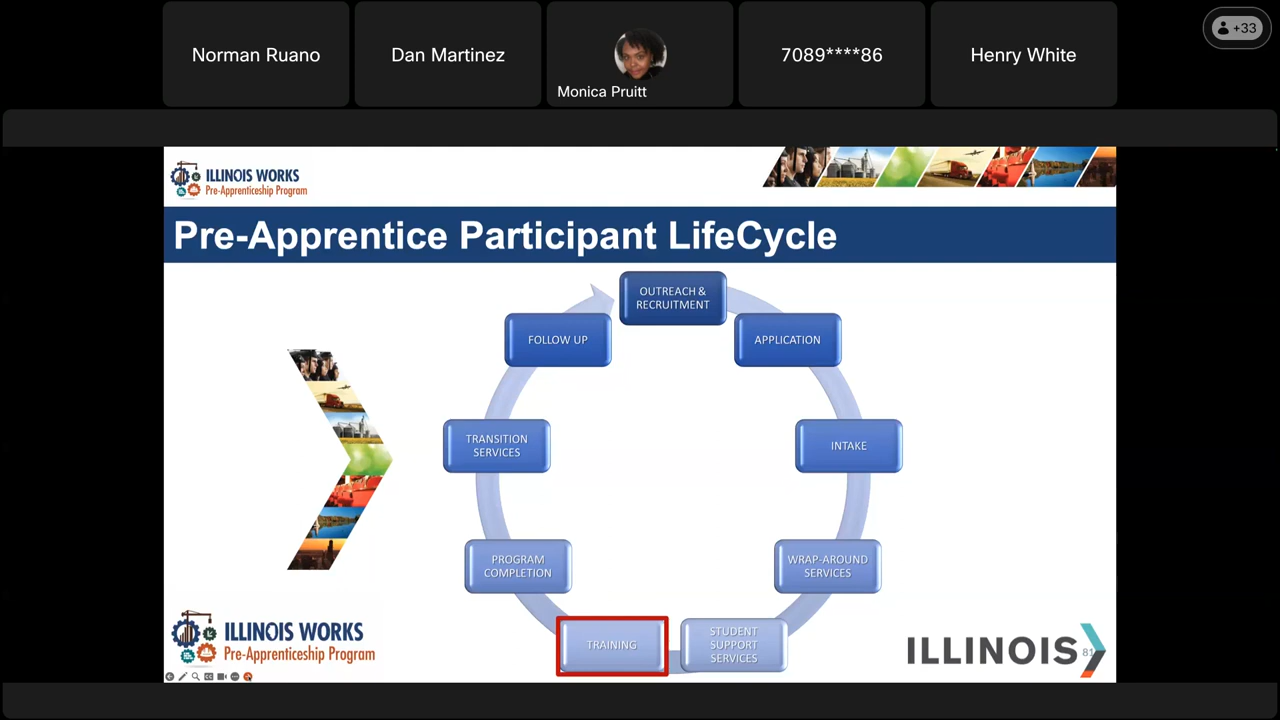 Norman Ruano
Dan Martinez
Monica Pruitt
7089****86
Henry White
+33
ILLINOIS WORKS
Pre-Apprenticeship Program
Pre-Apprentice Participant LifeCycle
OUTREACH &
RECRUITMENT
FOLLOW UP
APPLICATION
TRANSITION
SERVICES
INTAKE
PROGRAM
COMPLETION
WRAP-AROUND
SERVICES
TRAINING
STUDENT
SUPPORT
SERVICES
ILLINOIS WORKS
Pre-Apprenticeship Program
ILLINOIS
81